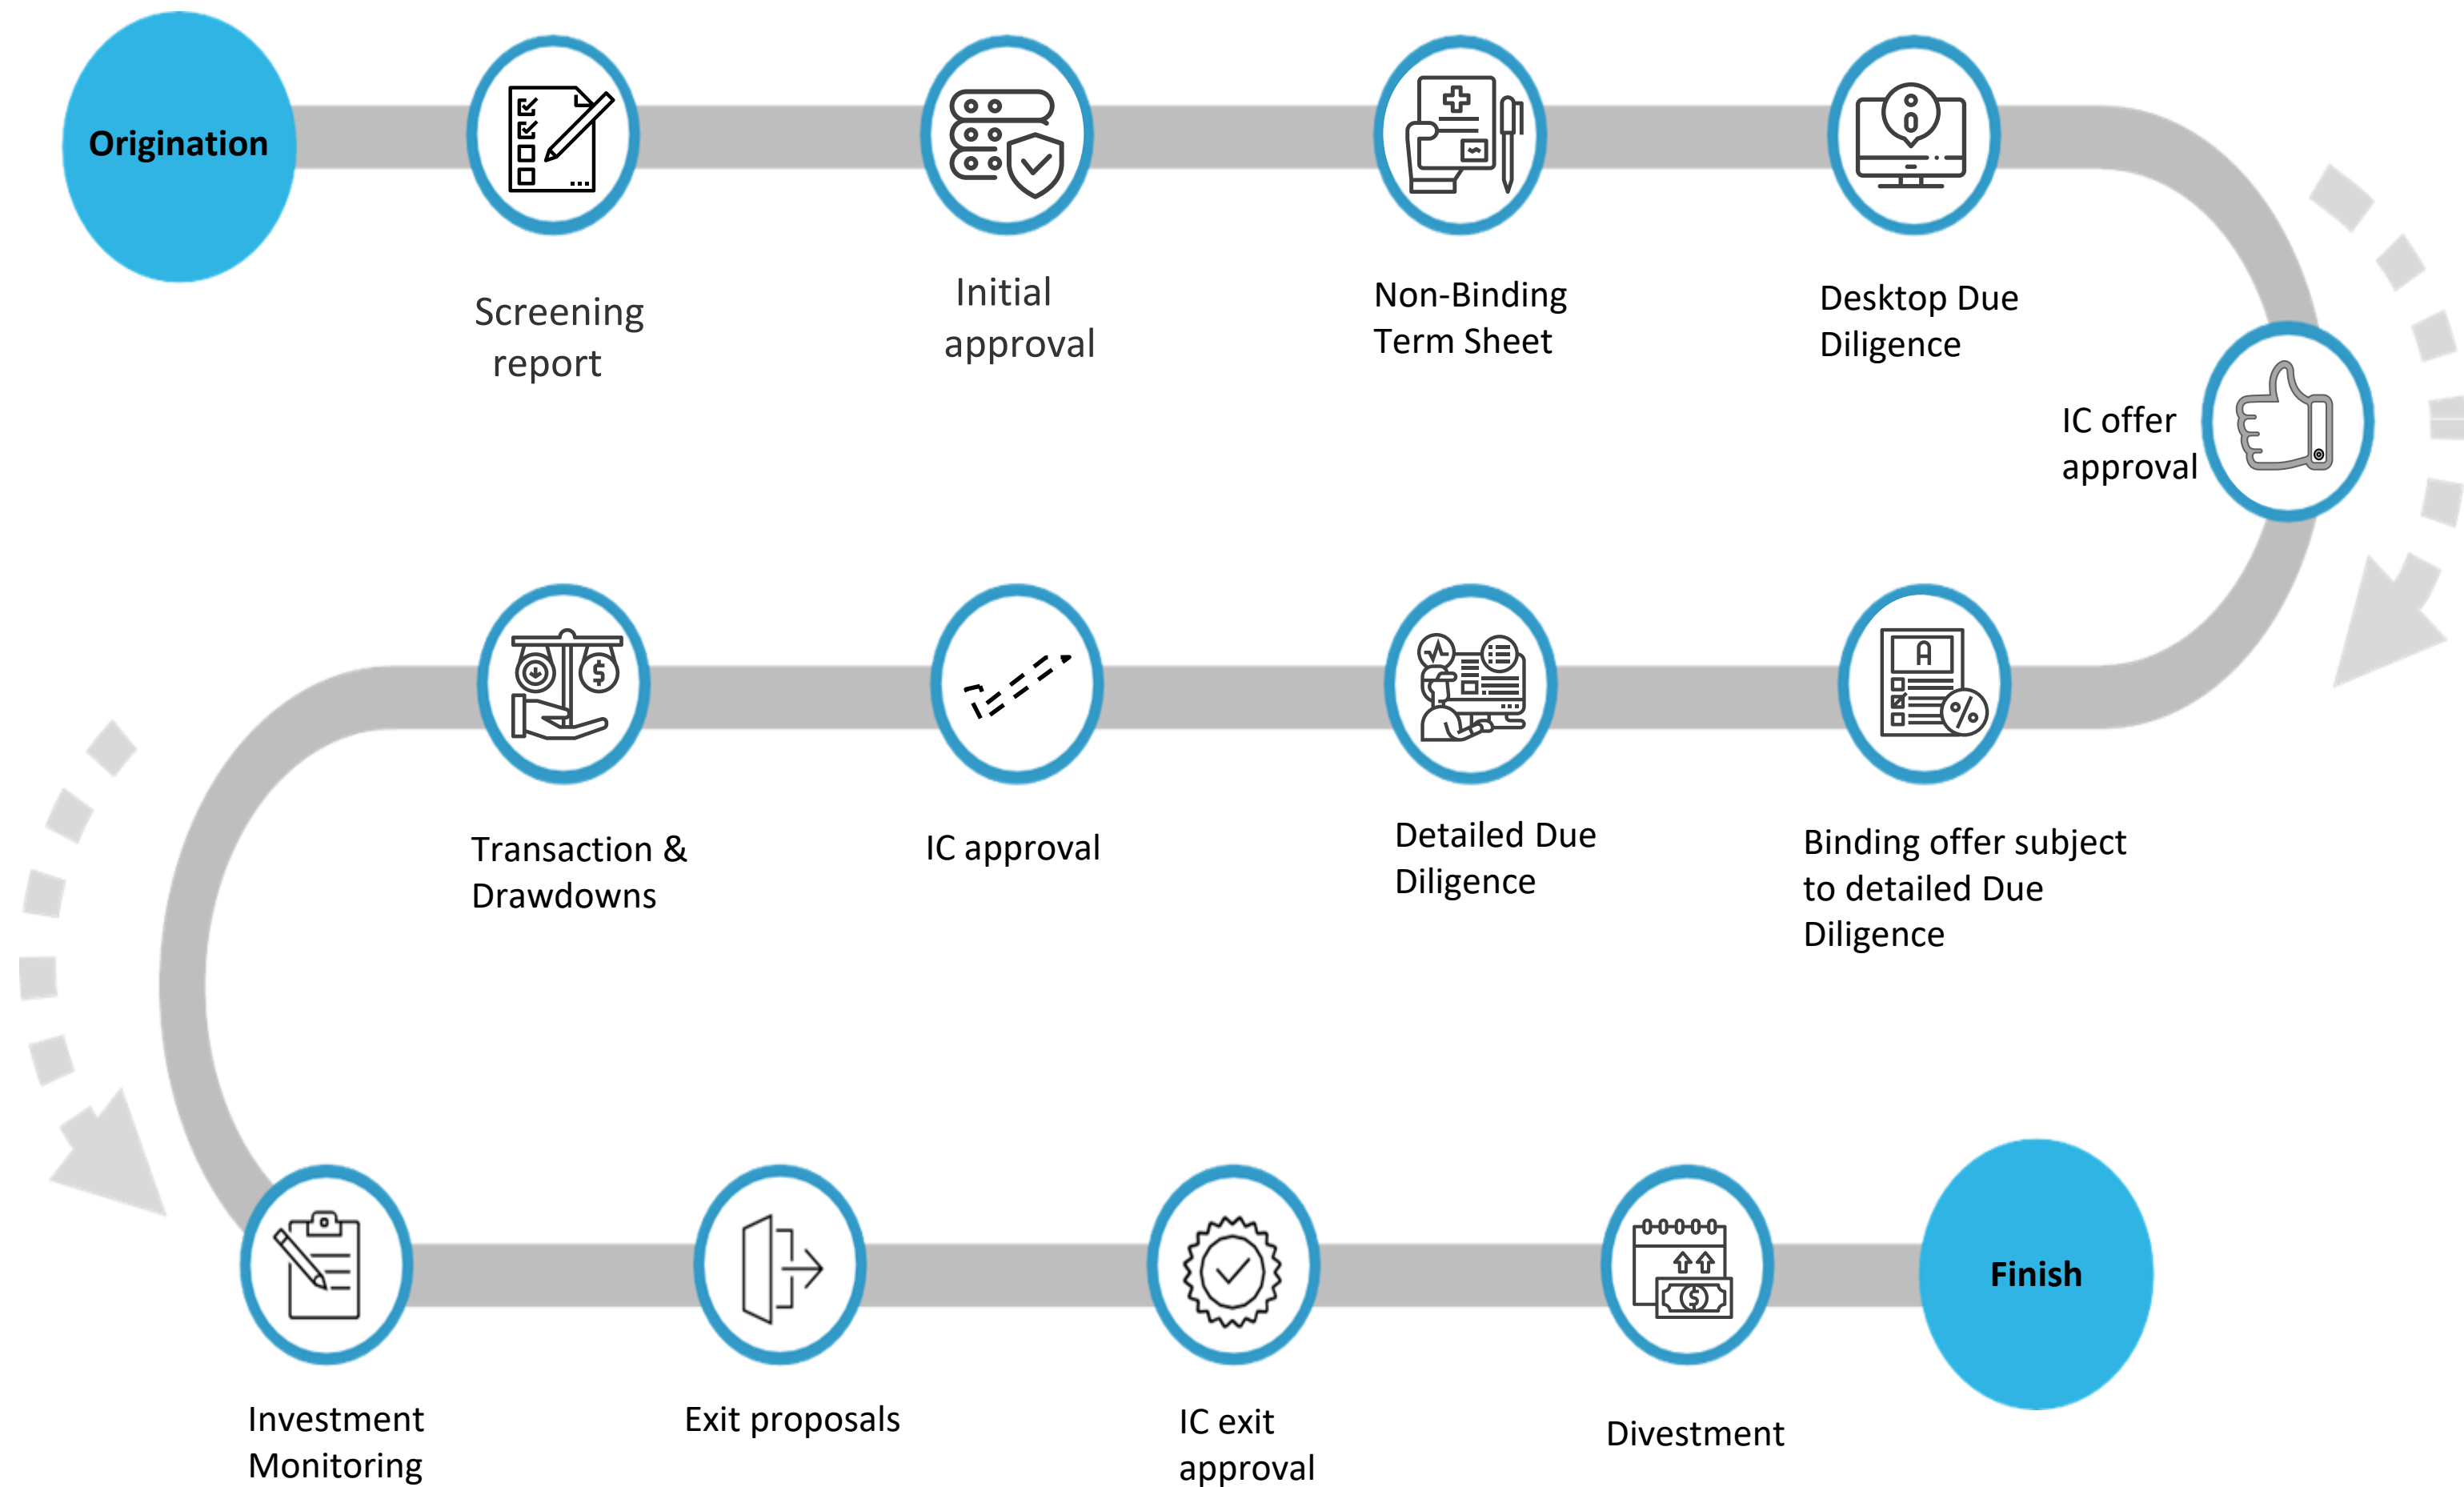 Origination
Screening
report
Initial
approval
Non-Binding
Term Sheet
Desktop Due
Diligence
IC offer
approval
Binding offer subject
to detailed Due
Diligence
Detailed Due
Diligence
IC approval
Transaction &
Drawdowns
Investment
Monitoring
Exit proposals
IC exit
approval
Divestment
Finish